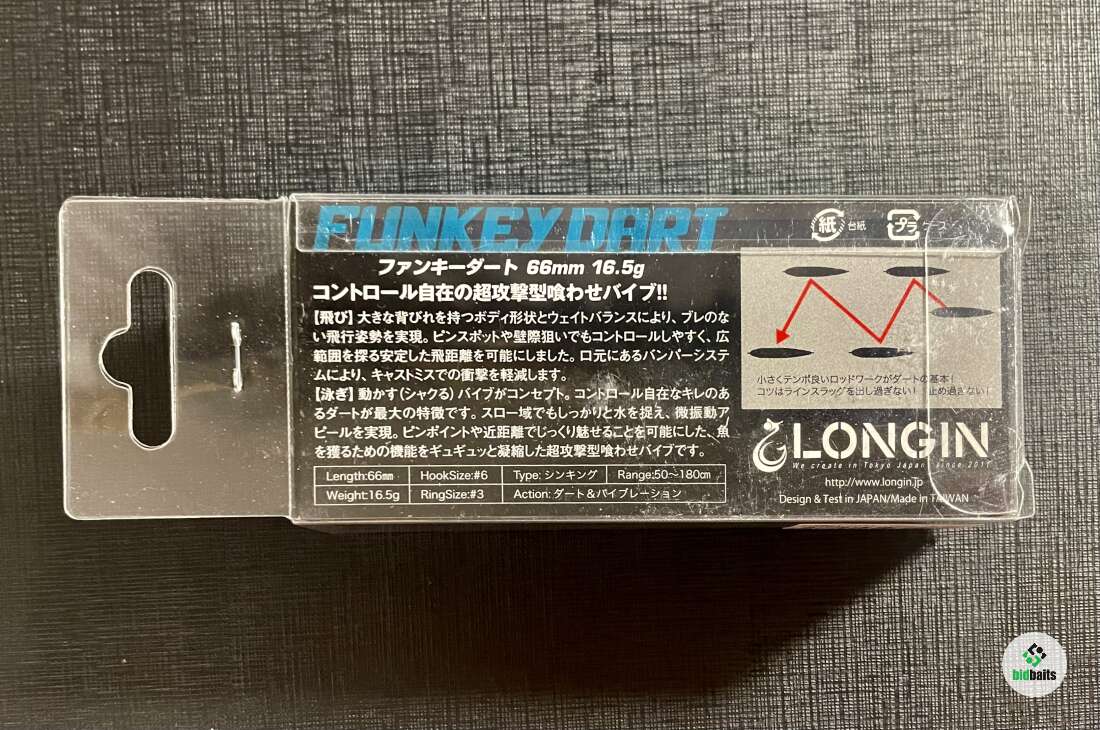 FUNKEY DART
紙 台紙
プラ ケース
ファンキーダート 66mm 16.5g
コントロール自在の超攻撃型喰わせバイブ!!
【飛び】大きな背びれを持つボディ形状とウェイトバランスにより、ブレのな
い飛行姿勢を実現。ピンスポットや壁際狙いでもコントロールしやすく、広
範囲を探る安定した飛距離を可能にしました。口元にあるバンパーシステ
ムにより、キャストミスでの衝撃を軽減します。
【泳ぎ】動かす(シャクる)バイブがコンセプト。コントロール自在なキレのあ
るダートが最大の特徴です。スロー域でもしっかりと水を捉え、微振動ア
ピールを実現。ピンポイントや近距離でじっくり魅せることを可能にした、魚
を獲るための機能をギュギュッと凝縮した超攻撃型喰わせバイブです。
Length:66mm HookSize:#6 Type: シンキング Range:50~180cm
Weight:16.5g RingSize:#3 Action: ダート&バイブレーション
小さくテンポ良いロッドワークがダートの基本!
コツはラインスラッグを出し過ぎない! 止め過ぎない!
LONGIN
We create in Tokyo Japan since 2011
http://www.longin.jp
Design & Test in JAPAN/Made in TAIWAN
bidbaits